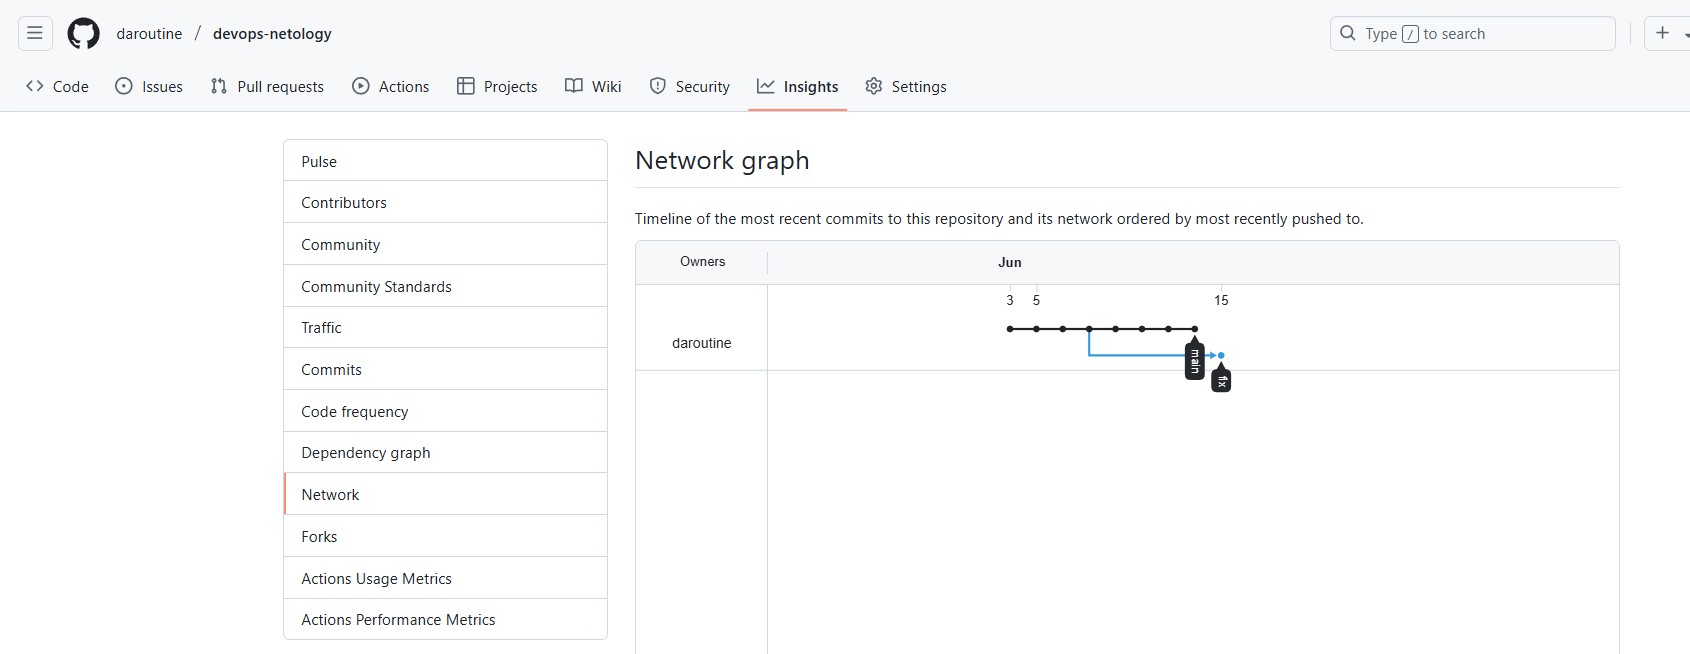 daroutine / devops-netology
Type / to search
Code Issues Pull requests Actions Projects Wiki Security Insights Settings
Pulse
Contributors
Community
Community Standards
Traffic
Commits
Code frequency
Dependency graph
Network
Forks
Actions Usage Metrics
Actions Performance Metrics
Network graph
Timeline of the most recent commits to this repository and its network ordered by most recently pushed to.
Owners Jun
3 5 15
daroutine
main
fix